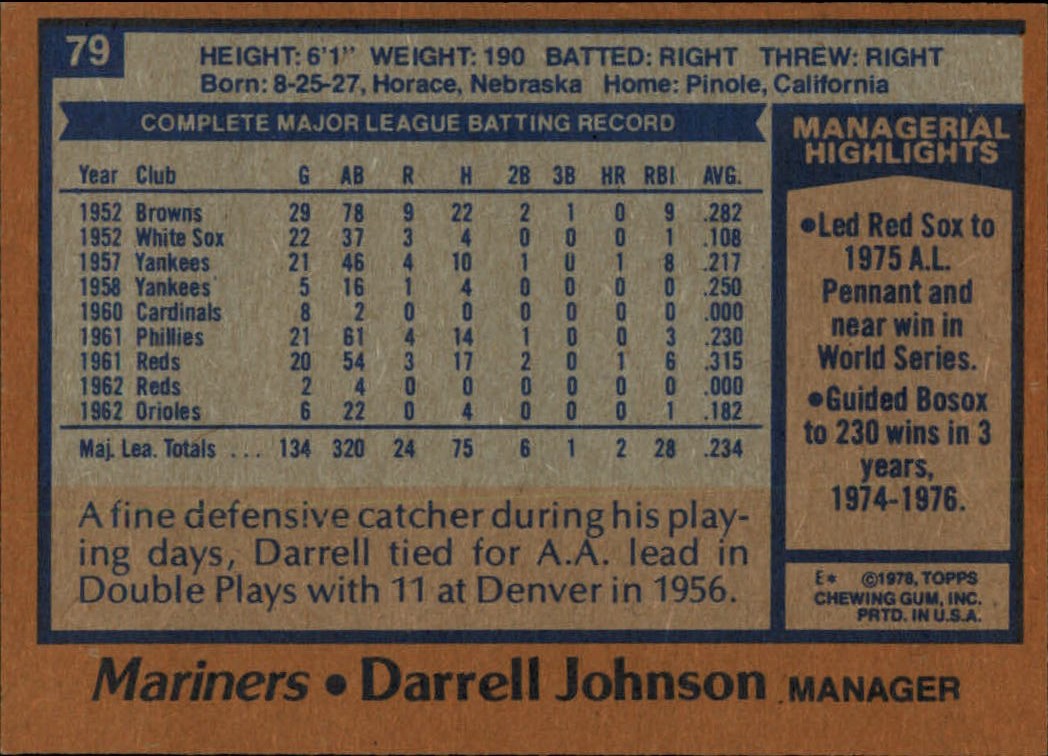 79
HEIGHT: 6'1" WEIGHT: 190 BATTED: RIGHT THREW: RIGHT
Born: 8-25-27, Horace, Nebraska Home: Pinole, California
COMPLETE MAJOR LEAGUE BATTING RECORD
Year Club G AB R H 2B 3B HR RBI AVG.
1952 Browns 29 78 9 22 2 1 0 9 .282
1952 White Sox 22 37 3 4 0 0 0 1 .108
1957 Yankees 21 46 4 10 1 0 1 8 .217
1958 Yankees 5 16 1 4 0 0 0 0 .250
1960 Cardinals 8 2 0 0 0 0 0 0 .000
1961 Phillies 21 61 4 14 1 0 0 3 .230
1961 Reds 20 54 3 17 2 0 1 6 .315
1962 Reds 2 4 0 0 0 0 0 0 .000
1962 Orioles 6 22 0 4 0 0 0 1 .182
Maj. Lea. Totals ... 134 320 24 75 6 1 2 28 .234
A fine defensive catcher during his play-
ing days, Darrell tied for A.A. lead in
Double Plays with 11 at Denver in 1956.
MANAGERIAL
HIGHLIGHTS
•Led Red Sox to
1975 A.L.
Pennant and
near win in
World Series.
•Guided Bosox
to 230 wins in 3
years,
1974-1976.
E* ©1978, TOPPS
CHEWING GUM, INC.
PRTD. IN U.S.A.
Mariners • Darrell Johnson MANAGER